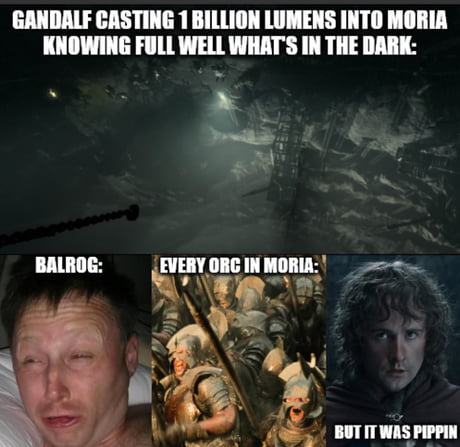 GANDALF CASTING 1 BILLION LUMENS INTO MORIA
KNOWING FULL WELL WHAT'S IN THE DARK:
BALROG:
EVERY ORC IN MORIA:
BUT IT WAS PIPPIN